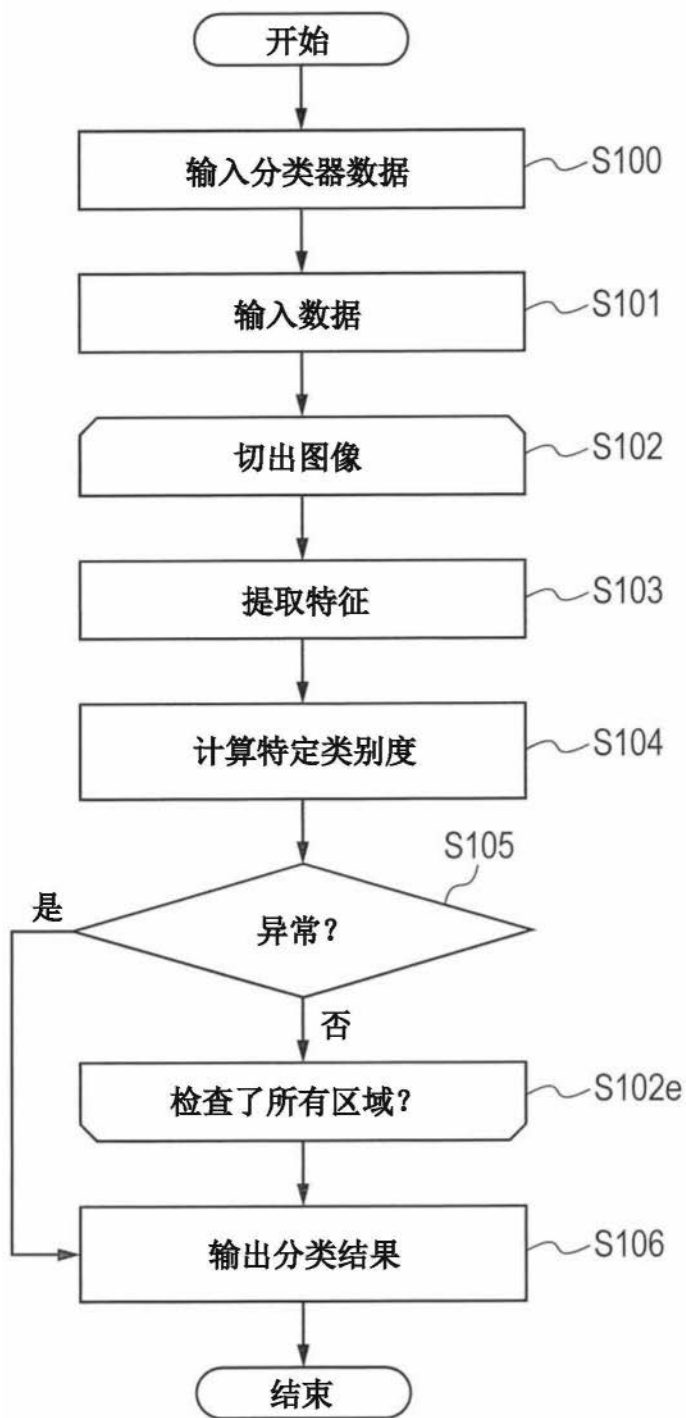 开始
输入分类器数据
S100
输入数据
S101
切出图像
S102
提取特征
S103
计算特定类别度
S104
S105
是
异常？
否
检查了所有区域？
S102e
输出分类结果
S106
结束